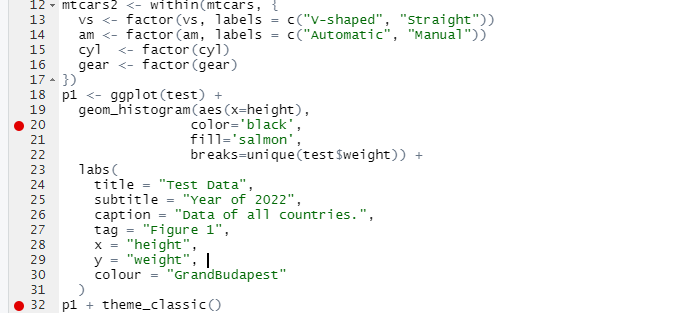 12 mtcars2 <- within(mtcars, {
13 vs <- factor(vs, labels = c("V-shaped", "Straight"))
14 am <- factor(am, labels = c("Automatic", "Manual"))
15 cyl  <- factor(cyl)
16 gear <- factor(gear)
17 })
18 p1 <- ggplot(test) +
19 geom_histogram(aes(x=height),
20 color='black',
21 fill='salmon',
22 breaks=unique(test$weight)) +
23 labs(
24 title = "Test Data",
25 subtitle = "Year of 2022",
26 caption = "Data of all countries.",
27 tag = "Figure 1",
28 x = "height",
29 y = "weight",
30 colour = "GrandBudapest"
31 )
32 p1 + theme_classic()